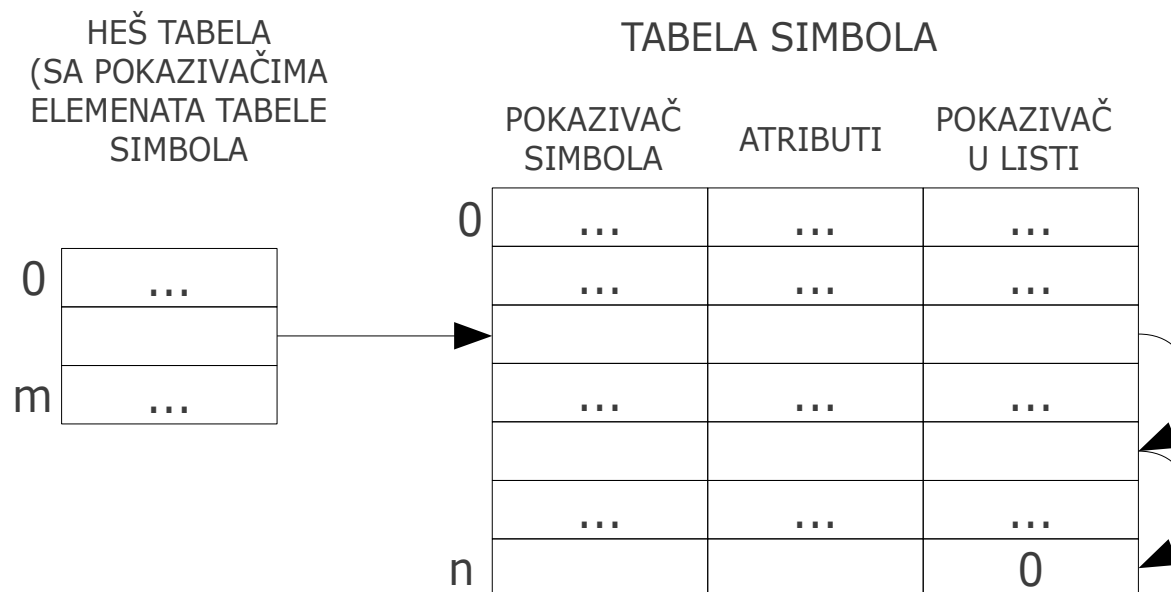 HEŠ TABELA
(SA POKAZIVAČIMA
ELEMENATA TABELE
SIMBOLA
TABELA SIMBOLA
POKAZIVAČ
SIMBOLA
ATRIBUTI
POKAZIVAČ
U LISTI
0 ... ... ...
... ... ...
0 ...
... ... ...
m ...
... ... ...
n 0